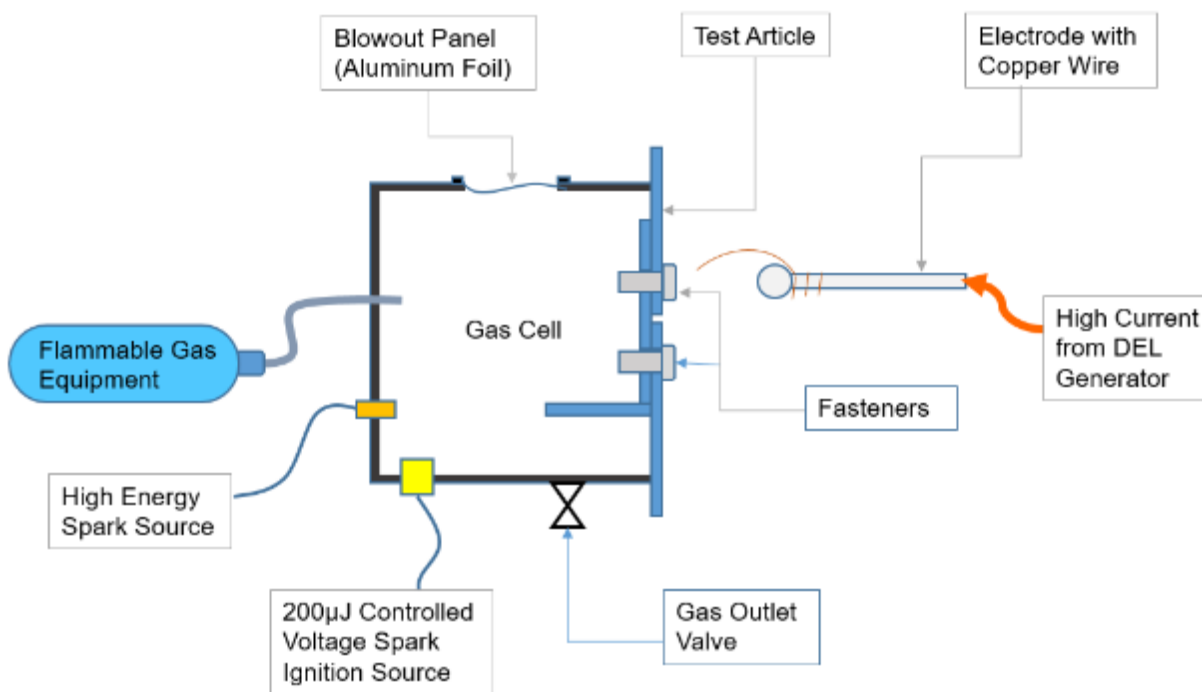 Blowout Panel
(Aluminum Foil)
Test Article
Electrode with
Copper Wire
Flammable Gas
Equipment
Gas Cell
High Current
from DEL
Generator
Fasteners
High Energy
Spark Source
200µJ Controlled
Voltage Spark
Ignition Source
Gas Outlet
Valve